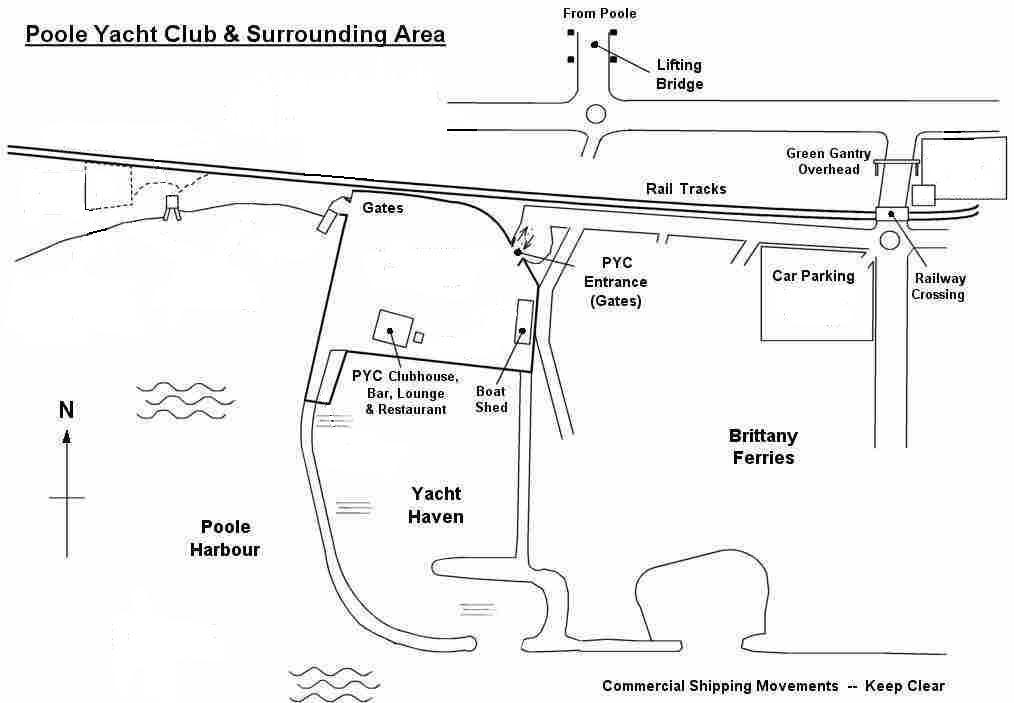 From Poole
Poole Yacht Club & Surrounding Area
Lifting
Bridge
Green Gantry
Overhead
Rail Tracks
Gates
PYC
Entrance
(Gates)
Car Parking
Railway
Crossing
PYC Clubhouse,
Bar, Lounge
& Restaurant
Boat
Shed
N
Brittany
Ferries
Yacht
Haven
Poole
Harbour
Commercial Shipping Movements -- Keep Clear